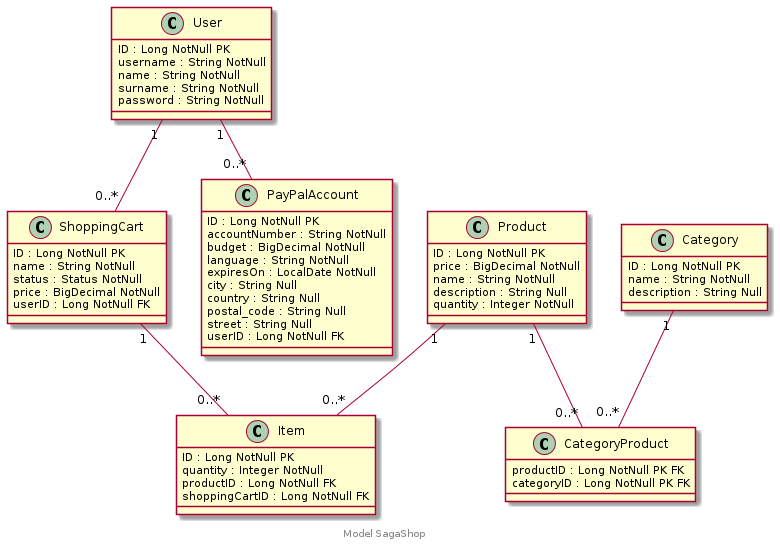 C User
ID : Long NotNull PK
username : String NotNull
name : String NotNull
surname : String NotNull
password : String NotNull
1
1
0..*
0..*
C ShoppingCart
ID : Long NotNull PK
name : String NotNull
status : Status NotNull
price : BigDecimal NotNull
userID : Long NotNull FK
C PayPalAccount
ID : Long NotNull PK
accountNumber : String NotNull
budget : BigDecimal NotNull
language : String NotNull
expiresOn : LocalDate NotNull
city : String Null
country : String Null
postal_code : String Null
street : String Null
userID : Long NotNull FK
C Product
ID : Long NotNull PK
price : BigDecimal NotNull
name : String NotNull
description : String Null
quantity : Integer NotNull
C Category
ID : Long NotNull PK
name : String NotNull
description : String Null
1
1
1
1
0..*
0..*
0..*
0..*
C Item
ID : Long NotNull PK
quantity : Integer NotNull
productID : Long NotNull FK
shoppingCartID : Long NotNull FK
C CategoryProduct
productID : Long NotNull PK FK
categoryID : Long NotNull PK FK
Model SagaShop